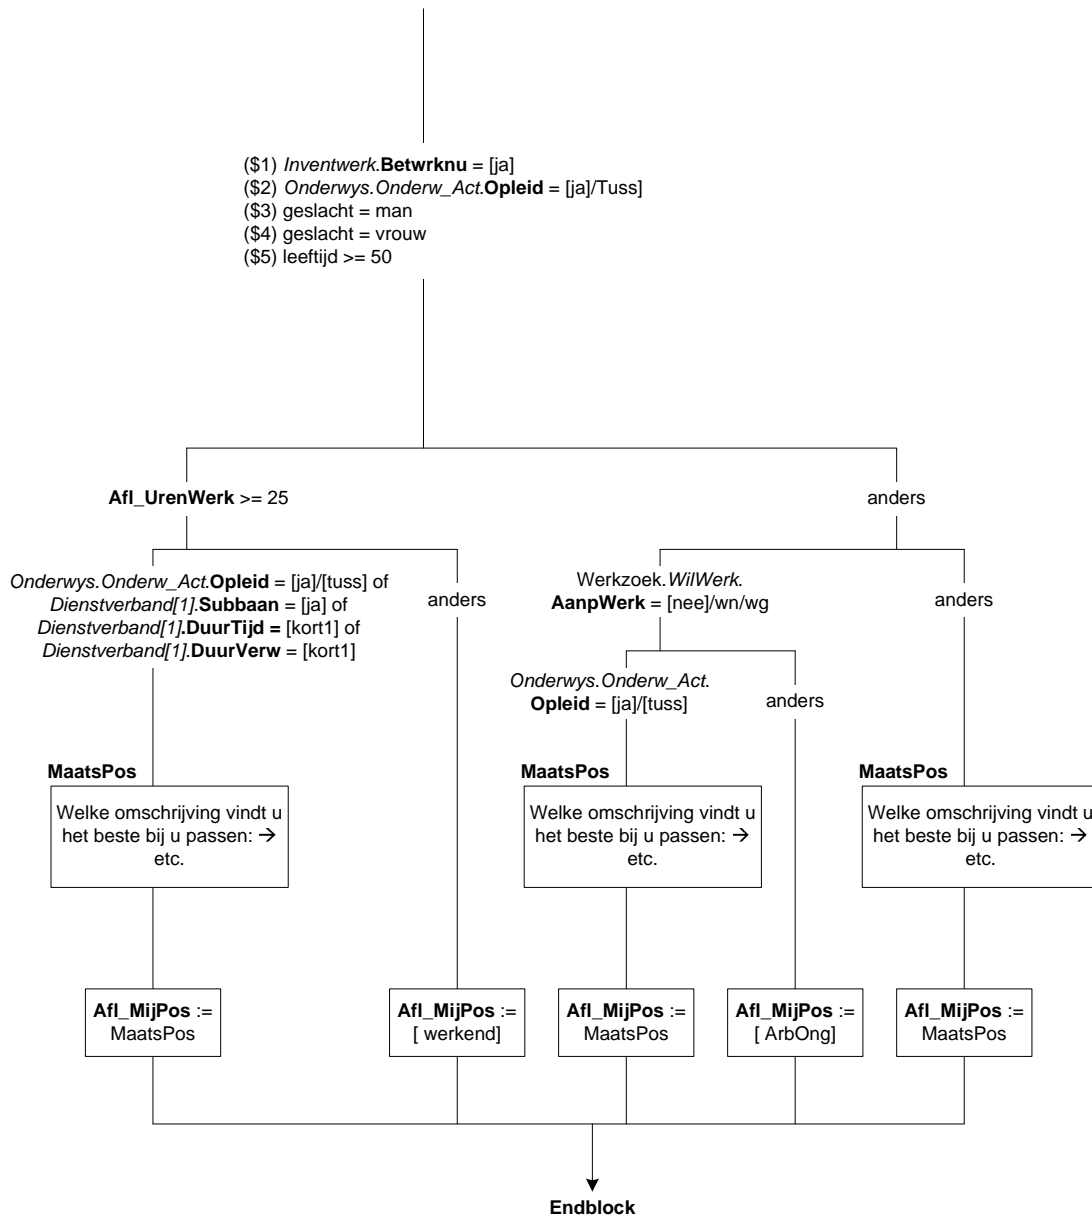 ($1) Inventwerk.Betwrknu = [ja]
($2) Onderwys.Onderw_Act.Opleid = [ja]/Tuss]
($3) geslacht = man
($4) geslacht = vrouw
($5) leeftijd >= 50
Afl_UrenWerk >= 25
anders
Onderwys.Onderw_Act.Opleid = [ja]/[tuss] of
Dienstverband[1].Subbaan = [ja] of
Dienstverband[1].DuurTijd = [kort1] of
Dienstverband[1].DuurVerw = [kort1]
anders
Werkzoek.WilWerk.
AanpWerk = [nee]/wn/wg
anders
Onderwys.Onderw_Act.
Opleid = [ja]/[tuss]
anders
MaatsPos
Welke omschrijving vindt u
het beste bij u passen: →
etc.
MaatsPos
Welke omschrijving vindt u
het beste bij u passen: →
etc.
MaatsPos
Welke omschrijving vindt u
het beste bij u passen: →
etc.
Afl_MijPos :=
MaatsPos
Afl_MijPos :=
[ werkend]
Afl_MijPos :=
MaatsPos
Afl_MijPos :=
[ ArbOng]
Afl_MijPos :=
MaatsPos
Endblock